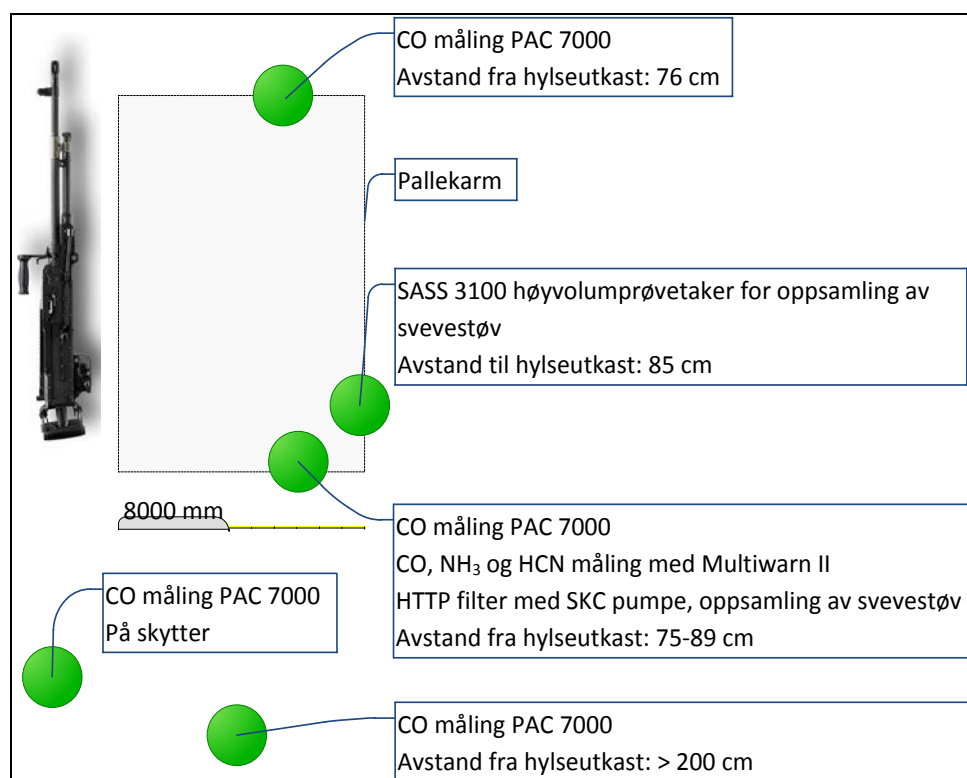 CO måling PAC 7000
Avstand fra hylseutkast: 76 cm
Pallekarm
SASS 3100 høyvolumprøvetaker for oppsamling av
svevestøv
Avstand til hylseutkast: 85 cm
8000 mm
CO måling PAC 7000
CO, NH₃ og HCN måling med Multiwarn II
HTTP filter med SKC pumpe, oppsamling av svevestøv
Avstand fra hylseutkast: 75-89 cm
CO måling PAC 7000
På skytter
CO måling PAC 7000
Avstand fra hylseutkast: > 200 cm